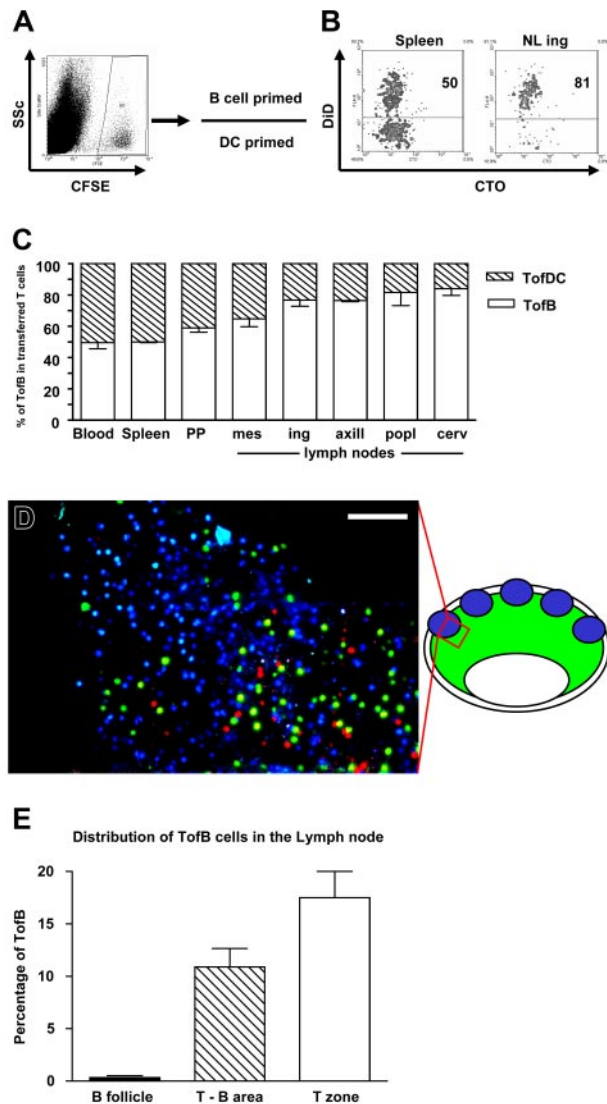 A
SSc
CFSE
B cell primed
DC primed
B
Spleen
NL ing
50
81
DiD
CTO
CTO
CTO
C
% of TofB in transferred T cells
100
80
60
40
20
0
TofDC
TofB
Blood
Spleen
PP
mes
ing
axill
popl
cerv
lymph nodes
D
E
Distribution of TofB cells in the Lymph node
Percentage of TofB
20
15
10
5
0
B follicle
T - B area
T zone